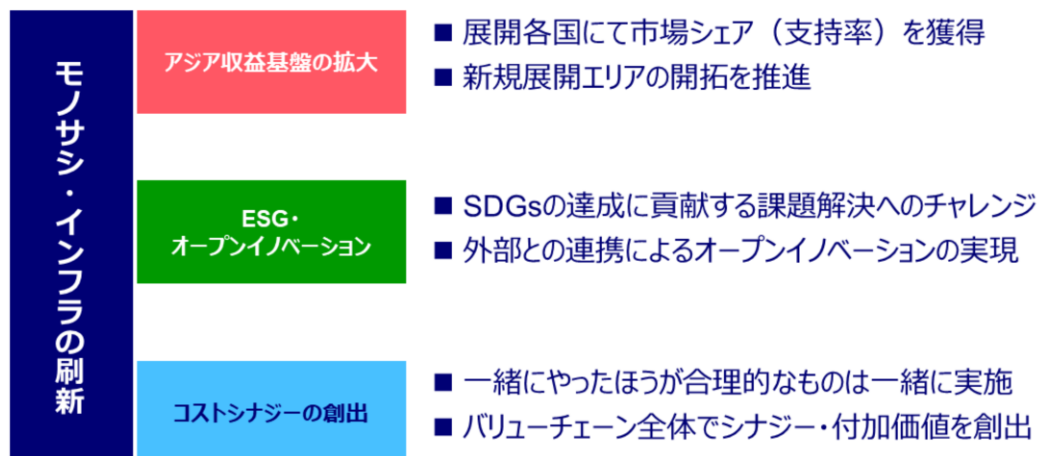 モノサシ・インフラの刷新
アジア収益基盤の拡大
■ 展開各国にて市場シェア（支持率）を獲得
■ 新規展開エリアの開拓を推進
ESG・
オープンイノベーション
■ SDGsの達成に貢献する課題解決へのチャレンジ
■ 外部との連携によるオープンイノベーションの実現
コストシナジーの創出
■ 一緒にやったほうが合理的なものは一緒に実施
■ バリューチェーン全体でシナジー・付加価値を創出